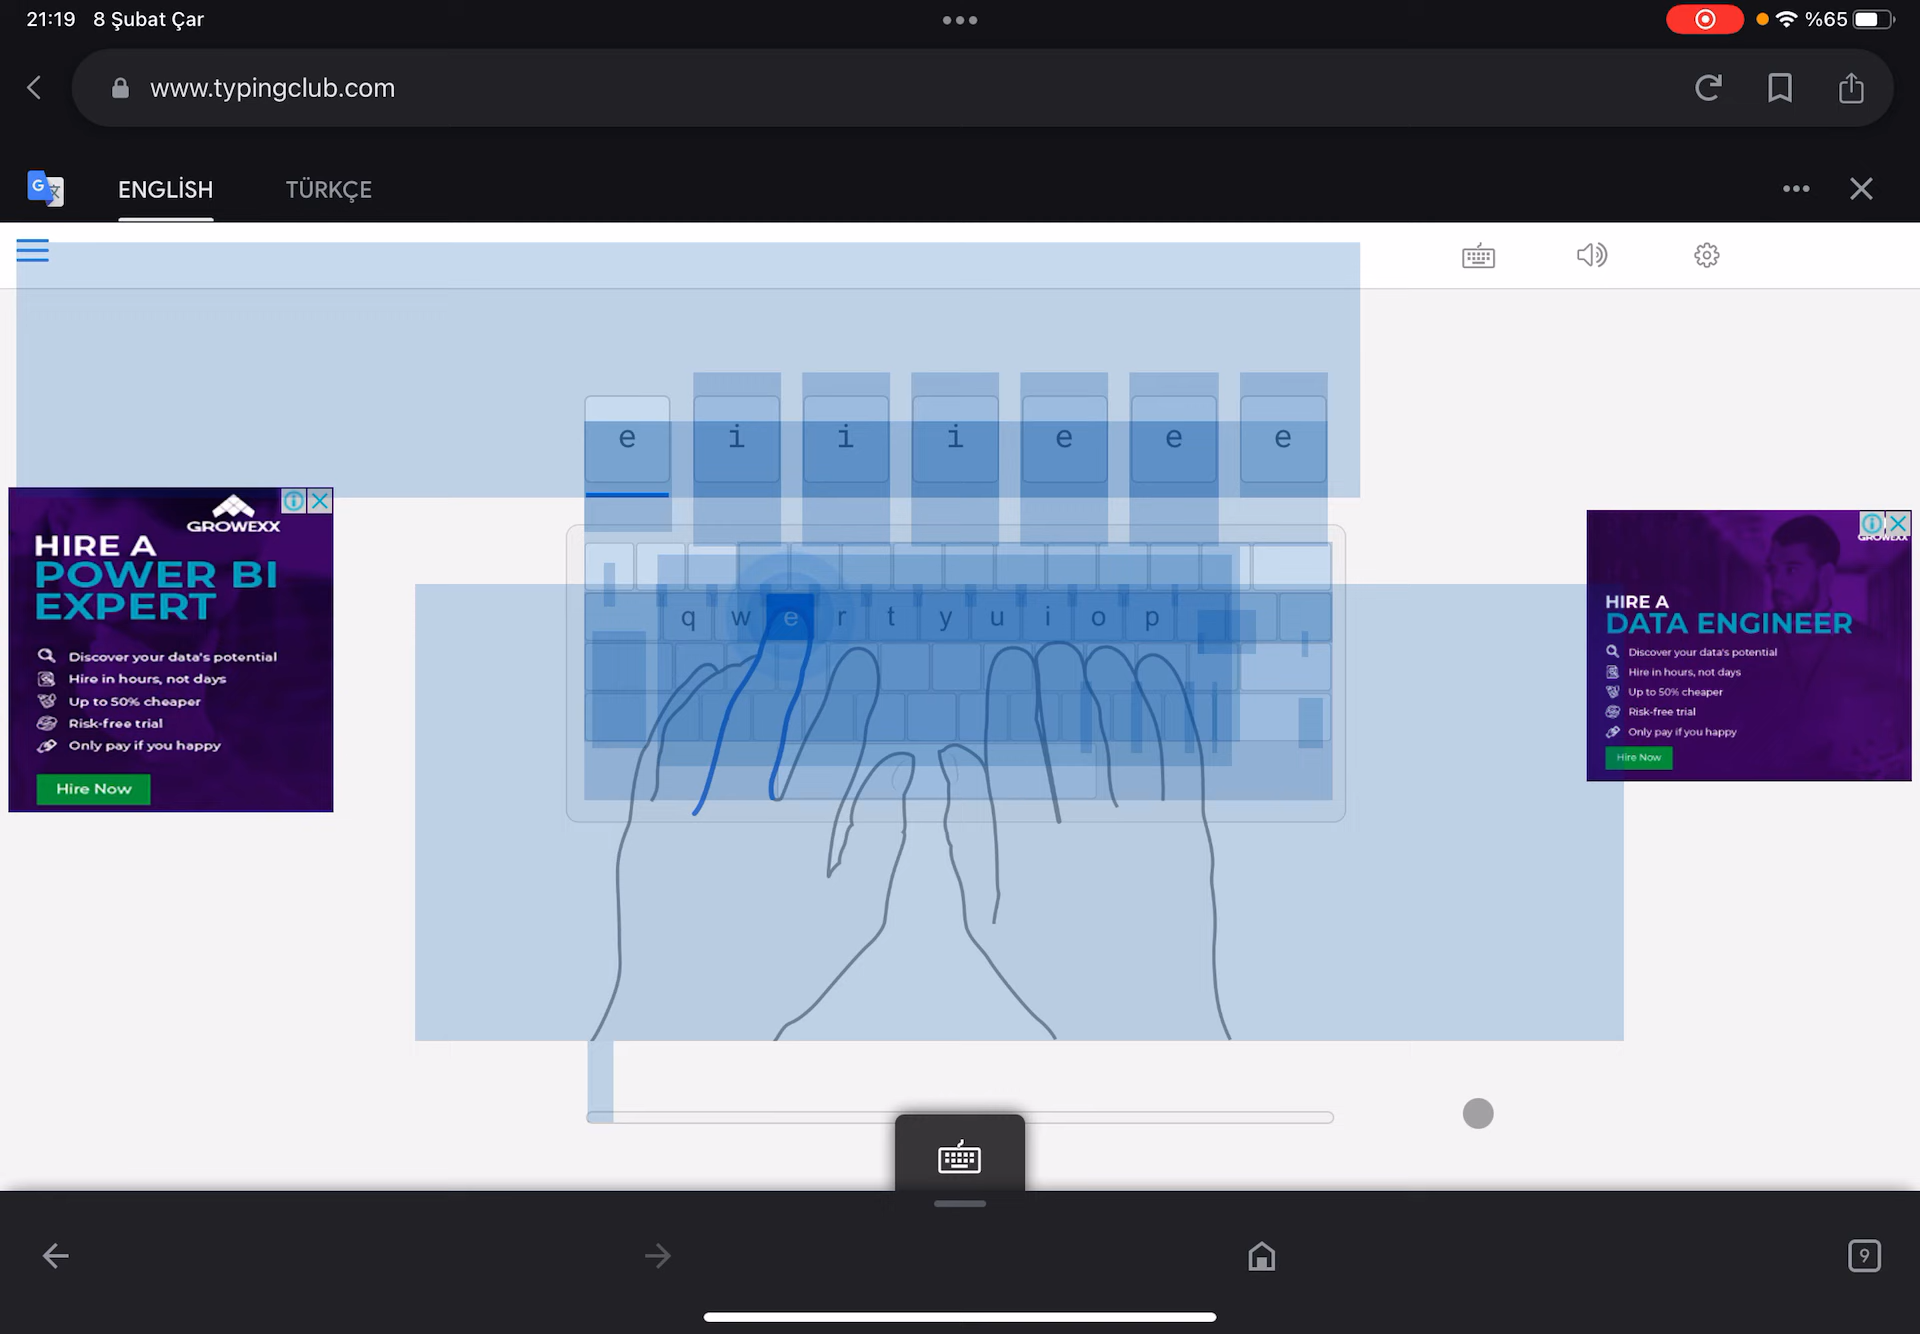 21:19 8 Şubat Çar
%65
www.typingclub.com
ENGLİSH TÜRKÇE
e i i i e e e
q w e r t y u i o p
GROWEXX
HIRE A
POWER BI
EXPERT
Discover your data's potential
Hire in hours, not days
Up to 50% cheaper
Risk-free trial
Only pay if you happy
Hire Now
GROWEXX
HIRE A
DATA ENGINEER
Discover your data's potential
Hire in hours, not days
Up to 50% cheaper
Risk-free trial
Only pay if you happy
Hire Now
9